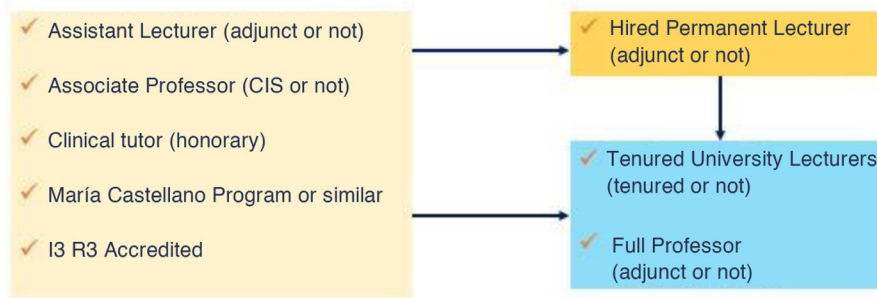 Assistant Lecturer (adjunct or not)
Associate Professor (CIS or not)
Clinical tutor (honorary)
María Castellano Program or similar
I3 R3 Accredited
Hired Permanent Lecturer
(adjunct or not)
Tenured University Lecturers
(tenured or not)
Full Professor
(adjunct or not)